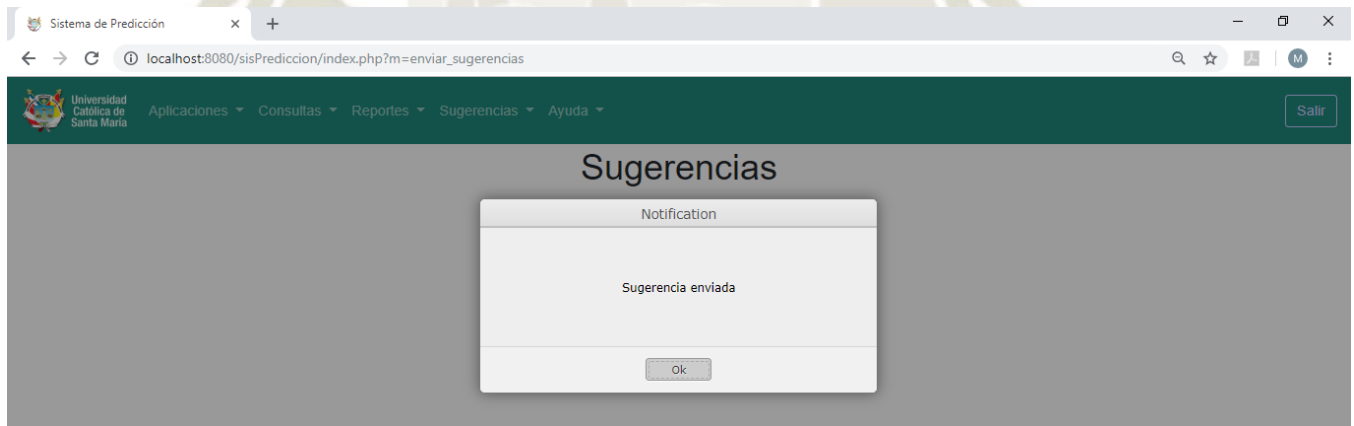 Sistema de Predicción
localhost:8080/sisPrediccion/index.php?m=enviar_sugerencias
M
Universidad
Católica de
Santa María
Aplicaciones Consultas Reportes Sugerencias Ayuda
Salir
Sugerencias
Notification
Sugerencia enviada
Ok